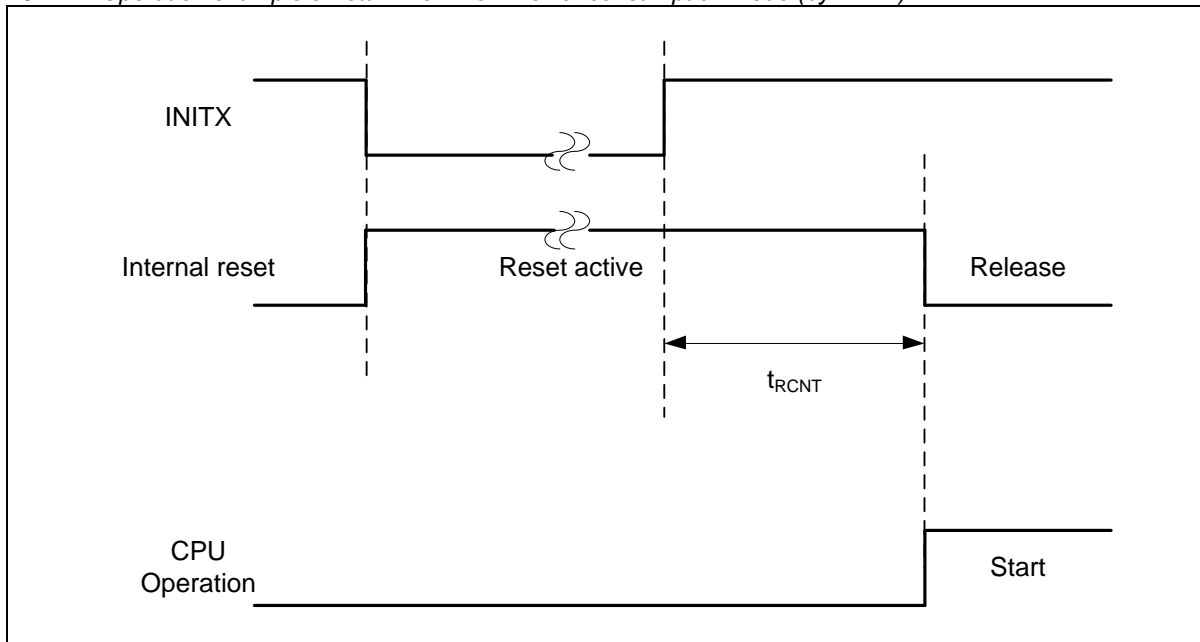 INITX
Internal reset
Reset active
Release
tRCNT
CPU
Operation
Start